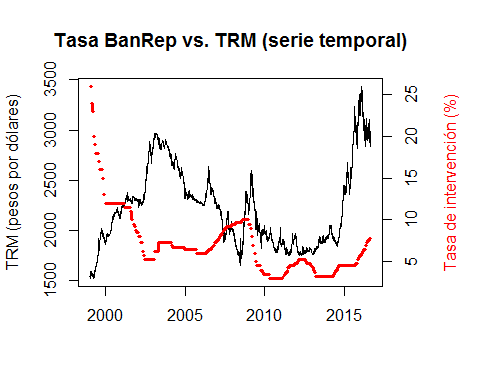 Tasa BanRep vs. TRM (serie temporal)
TRM (pesos por dólares)
3500
3000
2500
2000
1500
25
20
15
10
5
Tasa de intervención (%)
2000 2005 2010 2015